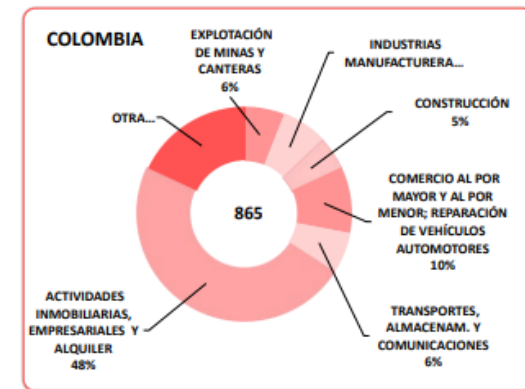 COLOMBIA
EXPLOTACIÓN
DE MINAS Y
CANTERAS
6%
INDUSTRIAS
MANUFACTURERA...
CONSTRUCCIÓN
5%
OTRA...
COMERCIO AL POR
MAYOR Y AL POR
MENOR; REPARACIÓN
DE VEHÍCULOS
AUTOMOTORES
10%
865
ACTIVIDADES
INMOBILIARIAS,
EMPRESARIALES Y
ALQUILER
48%
TRANSPORTES,
ALMACENAM. Y
COMUNICACIONES
6%